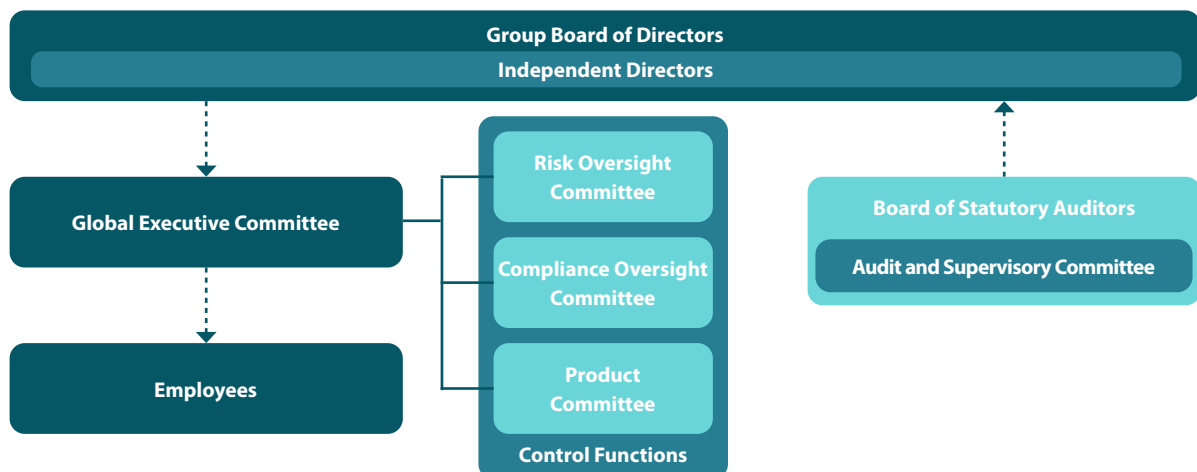 Group Board of Directors
Independent Directors
Global Executive Committee
Employees
Risk Oversight
Committee
Compliance Oversight
Committee
Product
Committee
Control Functions
Board of Statutory Auditors
Audit and Supervisory Committee